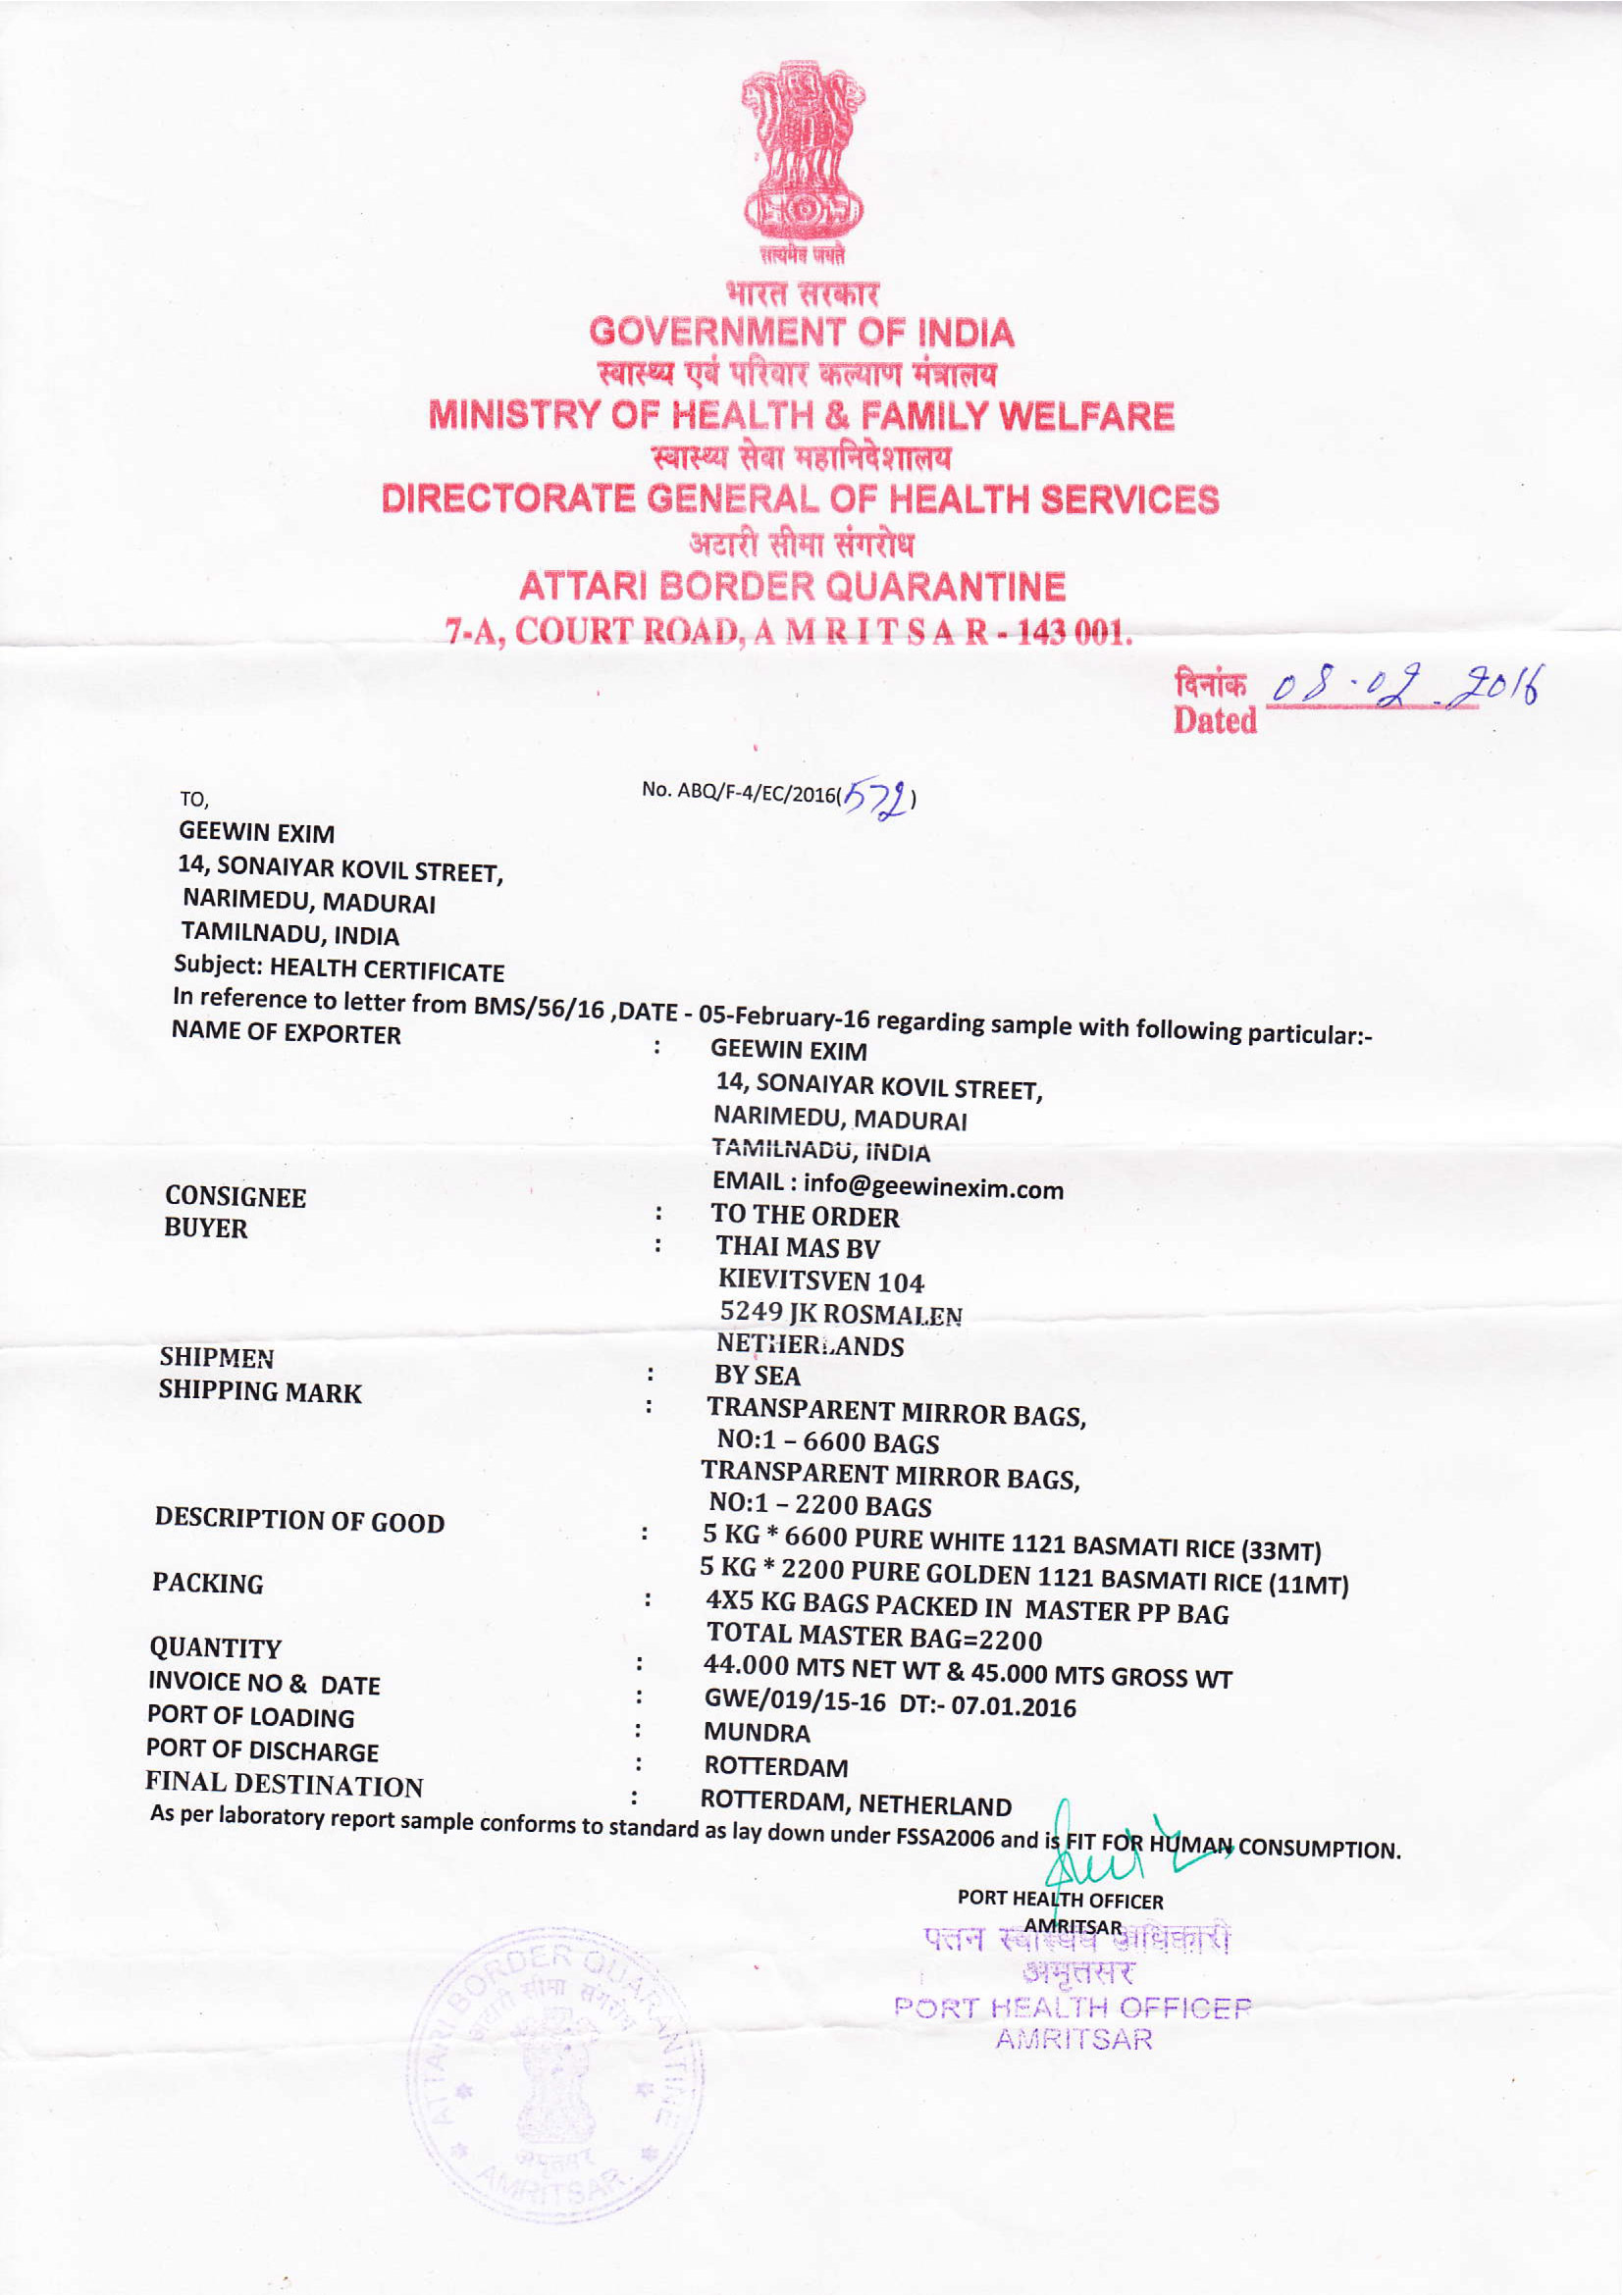 सत्यमेव जयते
भारत सरकार
GOVERNMENT OF INDIA
स्वास्थ्य एवं परिवार कल्याण मंत्रालय
MINISTRY OF HEALTH & FAMILY WELFARE
स्वास्थ्य सेवा महानिदेशालय
DIRECTORATE GENERAL OF HEALTH SERVICES
अटारी सीमा संगरोध
ATTARI BORDER QUARANTINE
7-A, COURT ROAD, A M R I T S A R - 143 001.
दिनांक 08.02.2016
Dated
No. ABQ/F-4/EC/2016(572)
TO,
GEEWIN EXIM
14, SONAIYAR KOVIL STREET,
NARIMEDU, MADURAI
TAMILNADU, INDIA
Subject: HEALTH CERTIFICATE
In reference to letter from BMS/56/16 ,DATE - 05-February-16 regarding sample with following particular:-
NAME OF EXPORTER : GEEWIN EXIM
14, SONAIYAR KOVIL STREET,
NARIMEDU, MADURAI
TAMILNADU, INDIA
EMAIL : info@geewinexim.com
CONSIGNEE : TO THE ORDER
BUYER : THAI MAS BV
KIEVITSVEN 104
5249 JK ROSMALEN
NETHERLANDS
SHIPMEN : BY SEA
SHIPPING MARK : TRANSPARENT MIRROR BAGS,
NO:1 – 6600 BAGS
TRANSPARENT MIRROR BAGS,
NO:1 – 2200 BAGS
DESCRIPTION OF GOOD : 5 KG * 6600 PURE WHITE 1121 BASMATI RICE (33MT)
5 KG * 2200 PURE GOLDEN 1121 BASMATI RICE (11MT)
PACKING : 4X5 KG BAGS PACKED IN MASTER PP BAG
TOTAL MASTER BAG=2200
QUANTITY : 44.000 MTS NET WT & 45.000 MTS GROSS WT
INVOICE NO & DATE : GWE/019/15-16 DT:- 07.01.2016
PORT OF LOADING : MUNDRA
PORT OF DISCHARGE : ROTTERDAM
FINAL DESTINATION : ROTTERDAM, NETHERLAND
As per laboratory report sample conforms to standard as lay down under FSSA2006 and is FIT FOR HUMAN CONSUMPTION.
PORT HEALTH OFFICER
AMRITSAR
पत्तन स्वास्थ्य अधिकारी
अमृतसर
PORT HEALTH OFFICER
AMRITSAR
ATTARI BORDER QUARANTINE
अटारी सीमा संगरोध
अमृतसर
AMRITSAR.